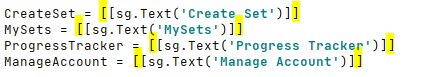 CreateSet = [[sg.Text('Create Set')]]
MySets = [[sg.Text('MySets')]]
ProgressTracker = [[sg.Text('Progress Tracker')]]
ManageAccount = [[sg.Text('Manage Account')]]